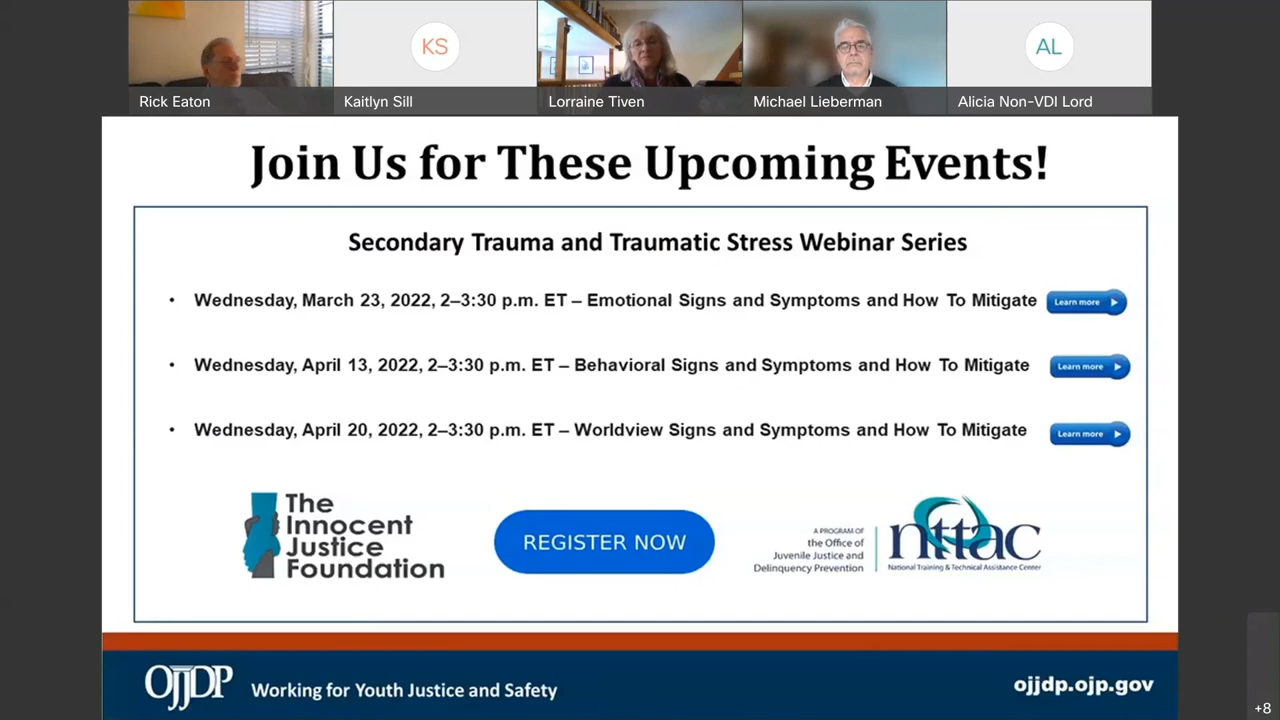 KS
AL
Rick Eaton
Kaitlyn Sill
Lorraine Tiven
Michael Lieberman
Alicia Non-VDI Lord
Join Us for These Upcoming Events!
Secondary Trauma and Traumatic Stress Webinar Series
• Wednesday, March 23, 2022, 2–3:30 p.m. ET – Emotional Signs and Symptoms and How To Mitigate
Learn more
• Wednesday, April 13, 2022, 2–3:30 p.m. ET – Behavioral Signs and Symptoms and How To Mitigate
Learn more
• Wednesday, April 20, 2022, 2–3:30 p.m. ET – Worldview Signs and Symptoms and How To Mitigate
Learn more
The
Innocent
Justice
Foundation
REGISTER NOW
A PROGRAM OF
the Office of
Juvenile Justice and
Delinquency Prevention
nttac
National Training & Technical Assistance Center
OJJDP
Working for Youth Justice and Safety
ojjdp.ojp.gov
+8